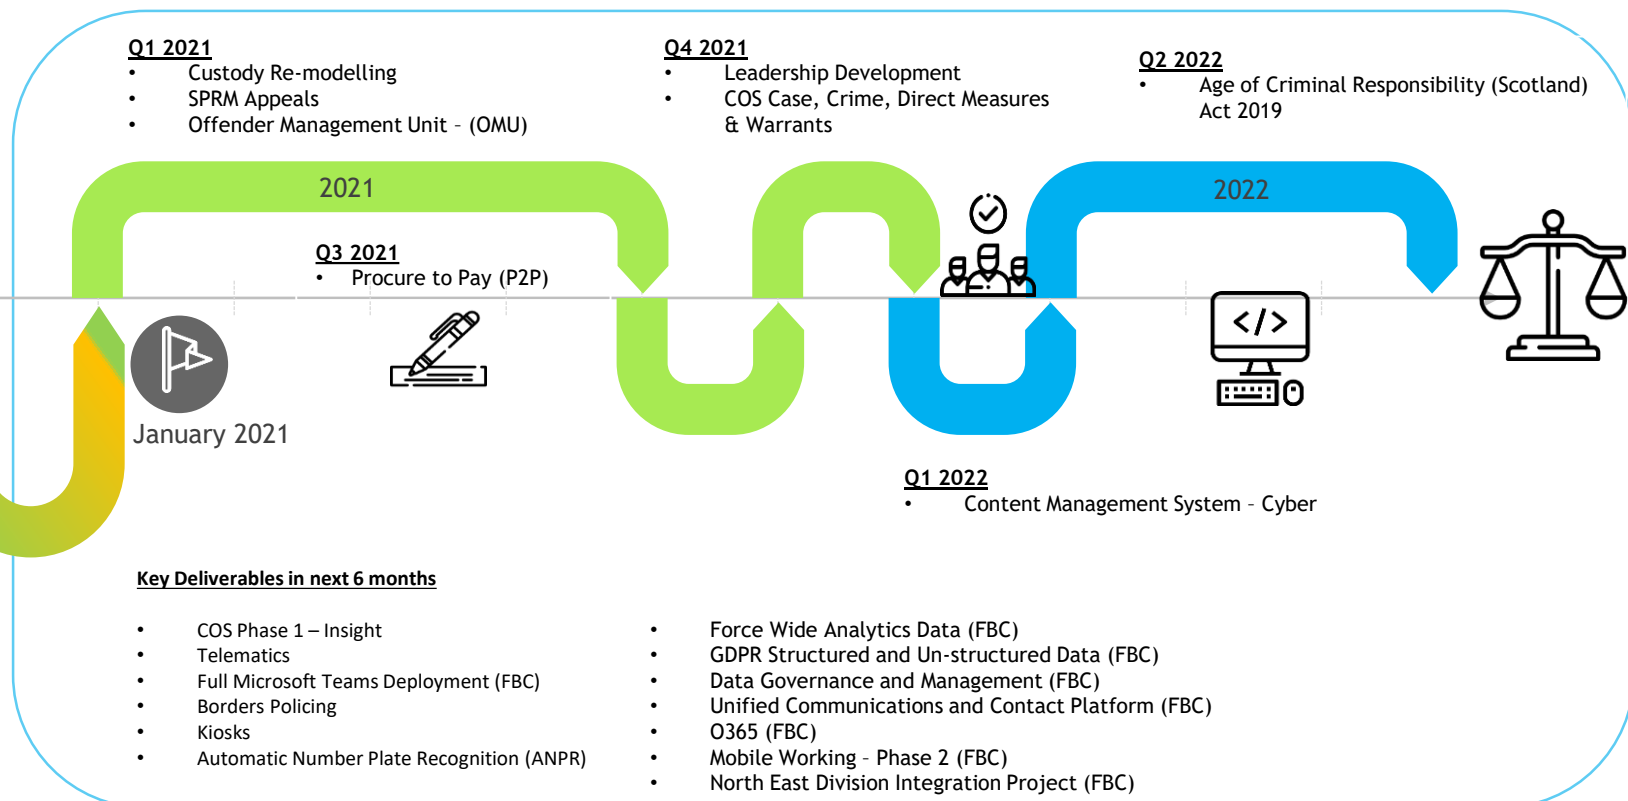 Q1 2021
• Custody Re-modelling
• SPRM Appeals
• Offender Management Unit – (OMU)
Q4 2021
• Leadership Development
• COS Case, Crime, Direct Measures
& Warrants
Q2 2022
• Age of Criminal Responsibility (Scotland)
Act 2019
2021
2022
Q3 2021
• Procure to Pay (P2P)
</>
January 2021
Q1 2022
• Content Management System – Cyber
Key Deliverables in next 6 months
• COS Phase 1 – Insight
• Telematics
• Full Microsoft Teams Deployment (FBC)
• Borders Policing
• Kiosks
• Automatic Number Plate Recognition (ANPR)
• Force Wide Analytics Data (FBC)
• GDPR Structured and Un-structured Data (FBC)
• Data Governance and Management (FBC)
• Unified Communications and Contact Platform (FBC)
• O365 (FBC)
• Mobile Working – Phase 2 (FBC)
• North East Division Integration Project (FBC)